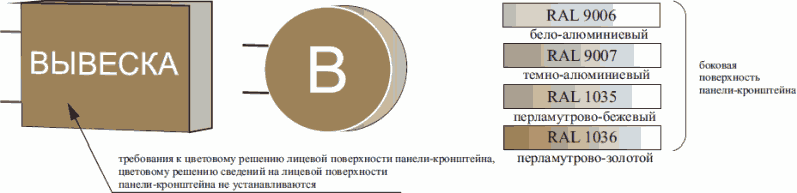 ВЫВЕСКА
В
RAL 9006
бело-алюминиевый
RAL 9007
темно-алюминиевый
RAL 1035
перламутрово-бежевый
RAL 1036
перламутрово-золотой
боковая
поверхность
панели-кронштейна
требования к цветовому решению лицевой поверхности панели-кронштейна,
цветовому решению сведений на лицевой поверхности
панели-кронштейна не устанавливаются